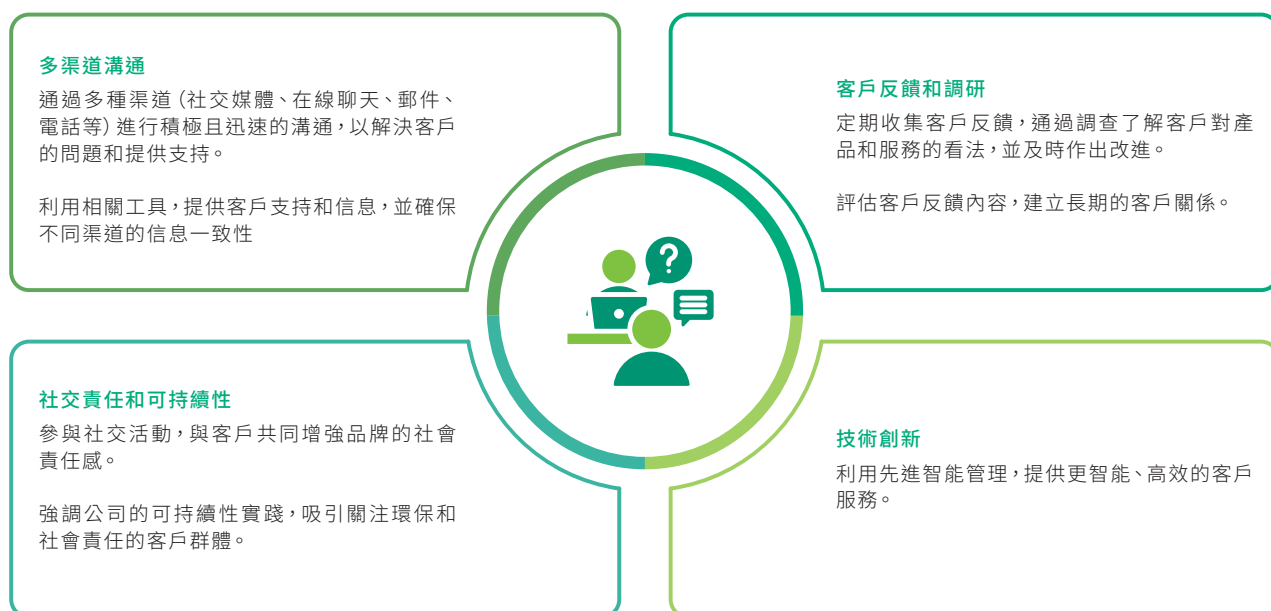 多渠道溝通
通過多種渠道（社交媒體、在線聊天、郵件、
電話等）進行積極且迅速的溝通，以解決客戶
的問題和提供支持。
利用相關工具，提供客戶支持和信息，並確保
不同渠道的信息一致性
客戶反饋和調研
定期收集客戶反饋，通過調查了解客戶對產
品和服務的看法，並及時作出改進。
評估客戶反饋內容，建立長期的客戶關係。
社交責任和可持續性
參與社交活動，與客戶共同增強品牌的社會
責任感。
強調公司的可持續性實踐，吸引關注環保和
社會責任的客戶群體。
技術創新
利用先進智能管理，提供更智能、高效的客戶
服務。